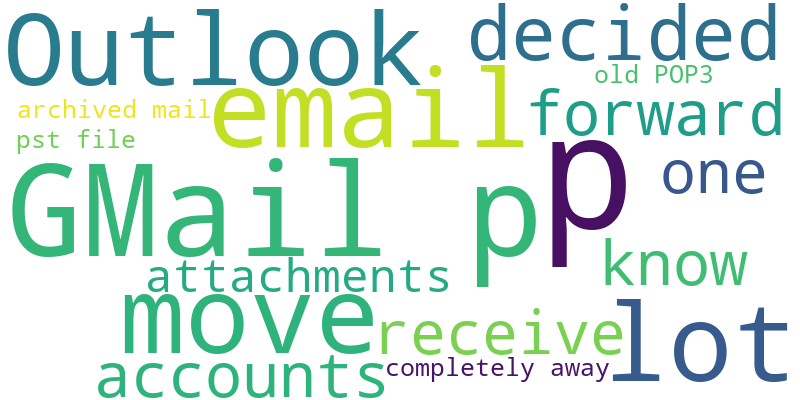 Outlook
decided
old POP3
archived mail
email
forward
pst file
p
GMail p
one
know
attachments
move
receive
lot
accounts
completely away